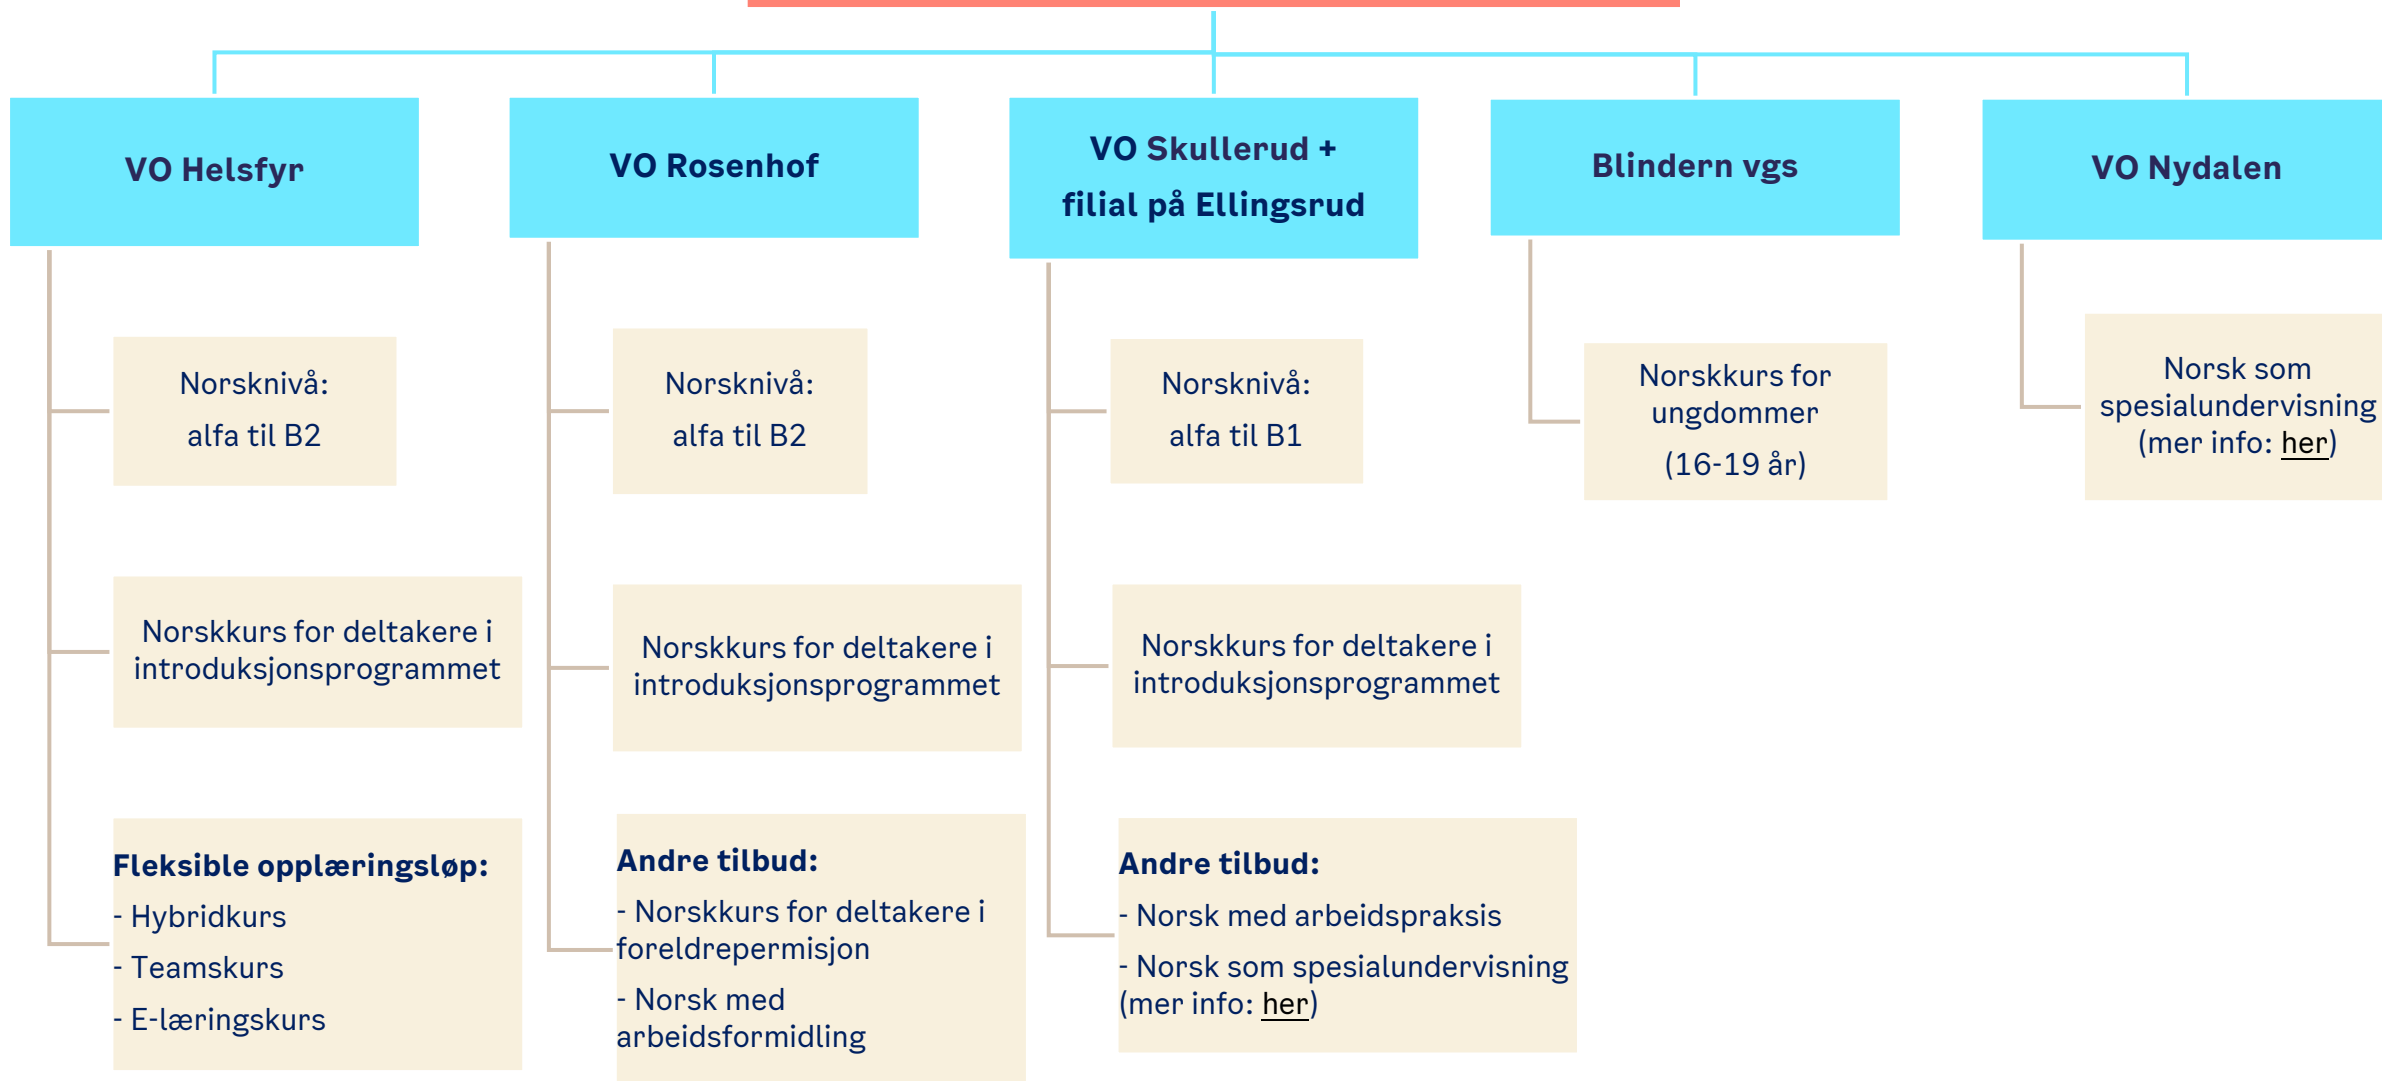 VO Helsfyr
VO Rosenhof
VO Skullerud +
filial på Ellingsrud
Blindern vgs
VO Nydalen
Norsknivå:
alfa til B2
Norsknivå:
alfa til B2
Norsknivå:
alfa til B1
Norskkurs for
ungdommer
(16-19 år)
Norsk som
spesialundervisning
(mer info: her)
Norskkurs for deltakere i
introduksjonsprogrammet
Norskkurs for deltakere i
introduksjonsprogrammet
Norskkurs for deltakere i
introduksjonsprogrammet
Fleksible opplæringsløp:
- Hybridkurs
- Teamskurs
- E-læringskurs
Andre tilbud:
- Norskkurs for deltakere i
foreldrepermisjon
- Norsk med
arbeidsformidling
Andre tilbud:
- Norsk med arbeidspraksis
- Norsk som spesialundervisning
(mer info: her)